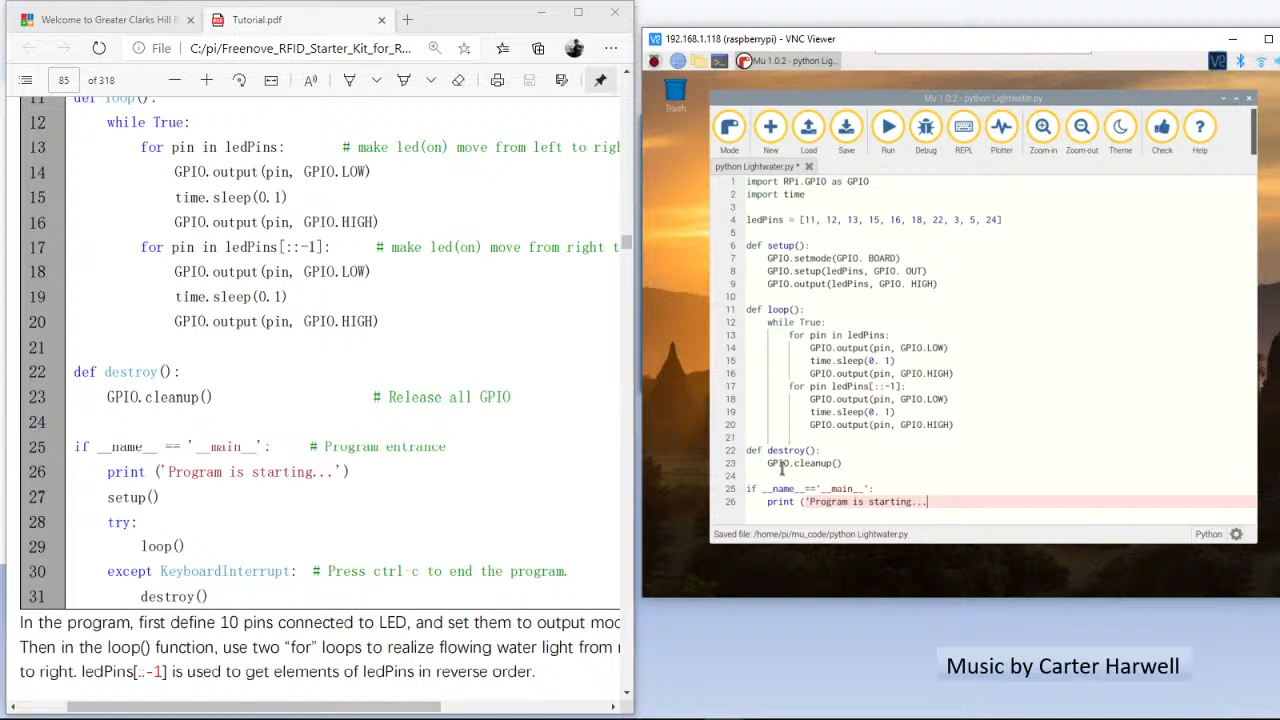 Welcome to Greater Clarks Hill R
Tutorial.pdf
File
C:/pi/Freenove_RFID_Starter_Kit_for_R...
85 of 318
11 def loop():
12 while True:
13 for pin in ledPins: # make led(on) move from left to righ
14 GPIO.output(pin, GPIO.LOW)
15 time.sleep(0.1)
16 GPIO.output(pin, GPIO.HIGH)
17 for pin in ledPins[::-1]: # make led(on) move from right t
18 GPIO.output(pin, GPIO.LOW)
19 time.sleep(0.1)
20 GPIO.output(pin, GPIO.HIGH)
21
22 def destroy():
23 GPIO.cleanup() # Release all GPIO
24
25 if __name__ == '__main__': # Program entrance
26 print ('Program is starting...')
27 setup()
28 try:
29 loop()
30 except KeyboardInterrupt: # Press ctrl-c to end the program.
31 destroy()
In the program, first define 10 pins connected to LED, and set them to output mod
Then in the loop() function, use two “for” loops to realize flowing water light from r
to right. ledPins[::-1] is used to get elements of ledPins in reverse order.
192.168.1.118 (raspberrypi) - VNC Viewer
Mu 1.0.2 - python Lig...
Trash
Mu 1.0.2 - python Lightwater.py
Mode New Load Save Run Debug REPL Plotter Zoom-in Zoom-out Theme Check Help
python Lightwater.py *
1 import RPi.GPIO as GPIO
2 import time
3
4 ledPins = [11, 12, 13, 15, 16, 18, 22, 3, 5, 24]
5
6 def setup():
7 GPIO.setmode(GPIO. BOARD)
8 GPIO.setup(ledPins, GPIO. OUT)
9 GPIO.output(ledPins, GPIO. HIGH)
10
11 def loop():
12 while True:
13 for pin in ledPins:
14 GPIO.output(pin, GPIO.LOW)
15 time.sleep(0. 1)
16 GPIO.output(pin, GPIO.HIGH)
17 for pin ledPins[::-1]:
18 GPIO.output(pin, GPIO.LOW)
19 time.sleep(0. 1)
20 GPIO.output(pin, GPIO.HIGH)
21
22 def destroy():
23 GPIO.cleanup()
24
25 if __name__=='__main__':
26 print ('Program is starting...
Saved file: /home/pi/mu_code/python Lightwater.py
Python
Music by Carter Harwell